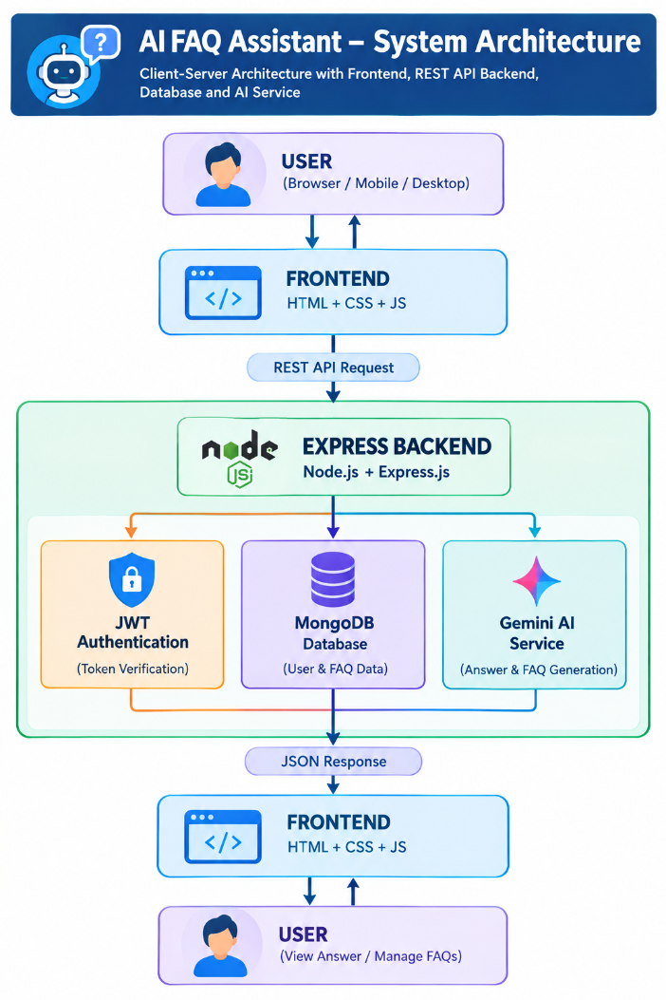 ?
AI FAQ Assistant – System Architecture
Client-Server Architecture with Frontend, REST API Backend,
Database and AI Service
USER
(Browser / Mobile / Desktop)
</>
FRONTEND
HTML + CSS + JS
REST API Request
node
JS
EXPRESS BACKEND
Node.js + Express.js
JWT
Authentication
(Token Verification)
MongoDB
Database
(User & FAQ Data)
Gemini AI
Service
(Answer & FAQ Generation)
JSON Response
</>
FRONTEND
HTML + CSS + JS
USER
(View Answer / Manage FAQs)